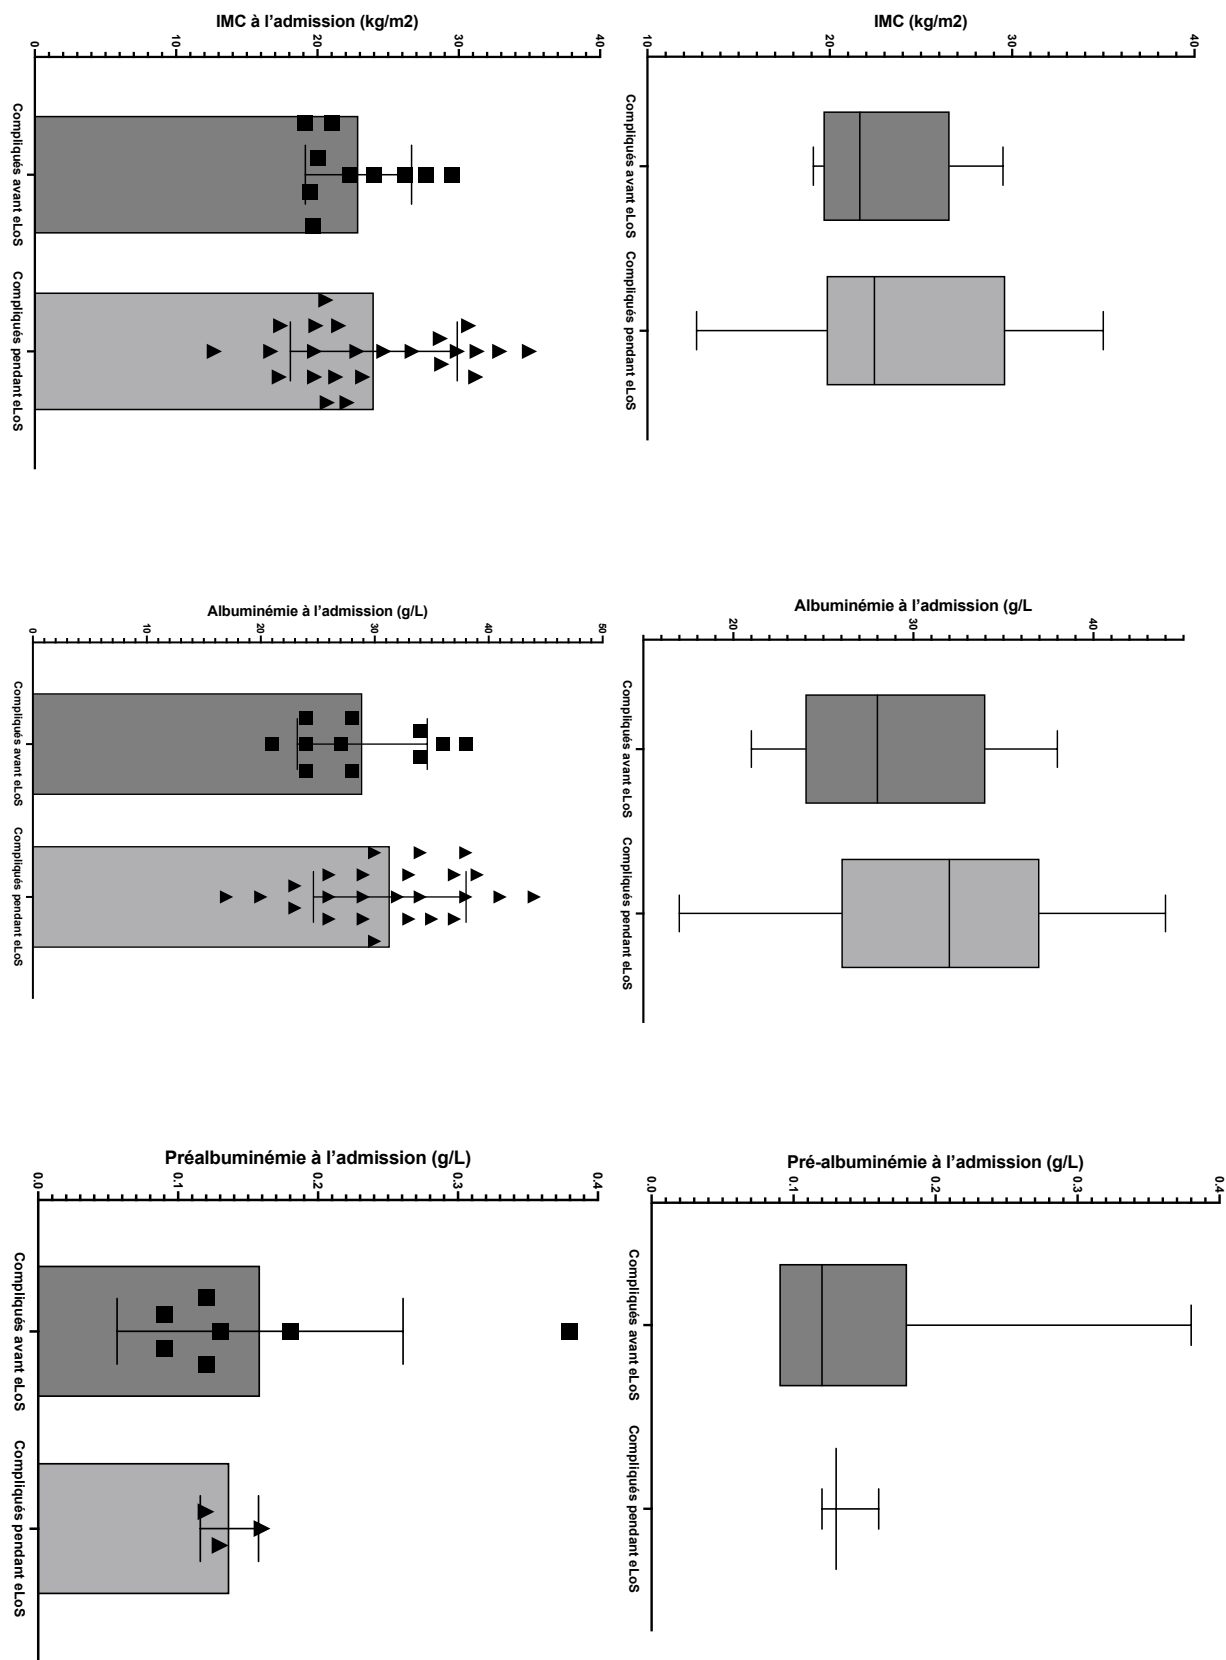 IMC à l’admission (kg/m2)
0
10
20
30
40
Compliqués avant eLoS
Compliqués pendant eLoS
IMC (kg/m2)
10
20
30
40
Compliqués avant eLoS
Compliqués pendant eLoS
Albuminémie à l’admission (g/L)
0
10
20
30
40
50
Compliqués avant eLoS
Compliqués pendant eLoS
Albuminémie à l’admission (g/L
20
30
40
Compliqués avant eLoS
Compliqués pendant eLoS
Préalbuminémie à l’admission (g/L)
0.0
0.1
0.2
0.3
0.4
Compliqués avant eLoS
Compliqués pendant eLoS
Pré-albuminémie à l’admission (g/L)
0.0
0.1
0.2
0.3
0.4
Compliqués avant eLoS
Compliqués pendant eLoS